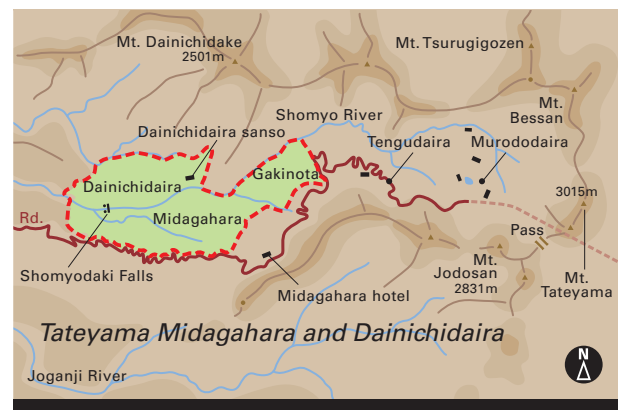 Mt. Dainichidake
2501m
Mt. Tsurugigozen
Mt.
Bessan
Shomyo River
Dainichidaira sanso
Tengudaira
Murododaira
Gakinota
Dainichidaira
3015m
Midagahara
Rd.
Pass
Shomyodaki Falls
Mt.
Jodosan
2831m
Mt.
Tateyama
Midagahara hotel
Tateyama Midagahara and Dainichidaira
N
Joganji River